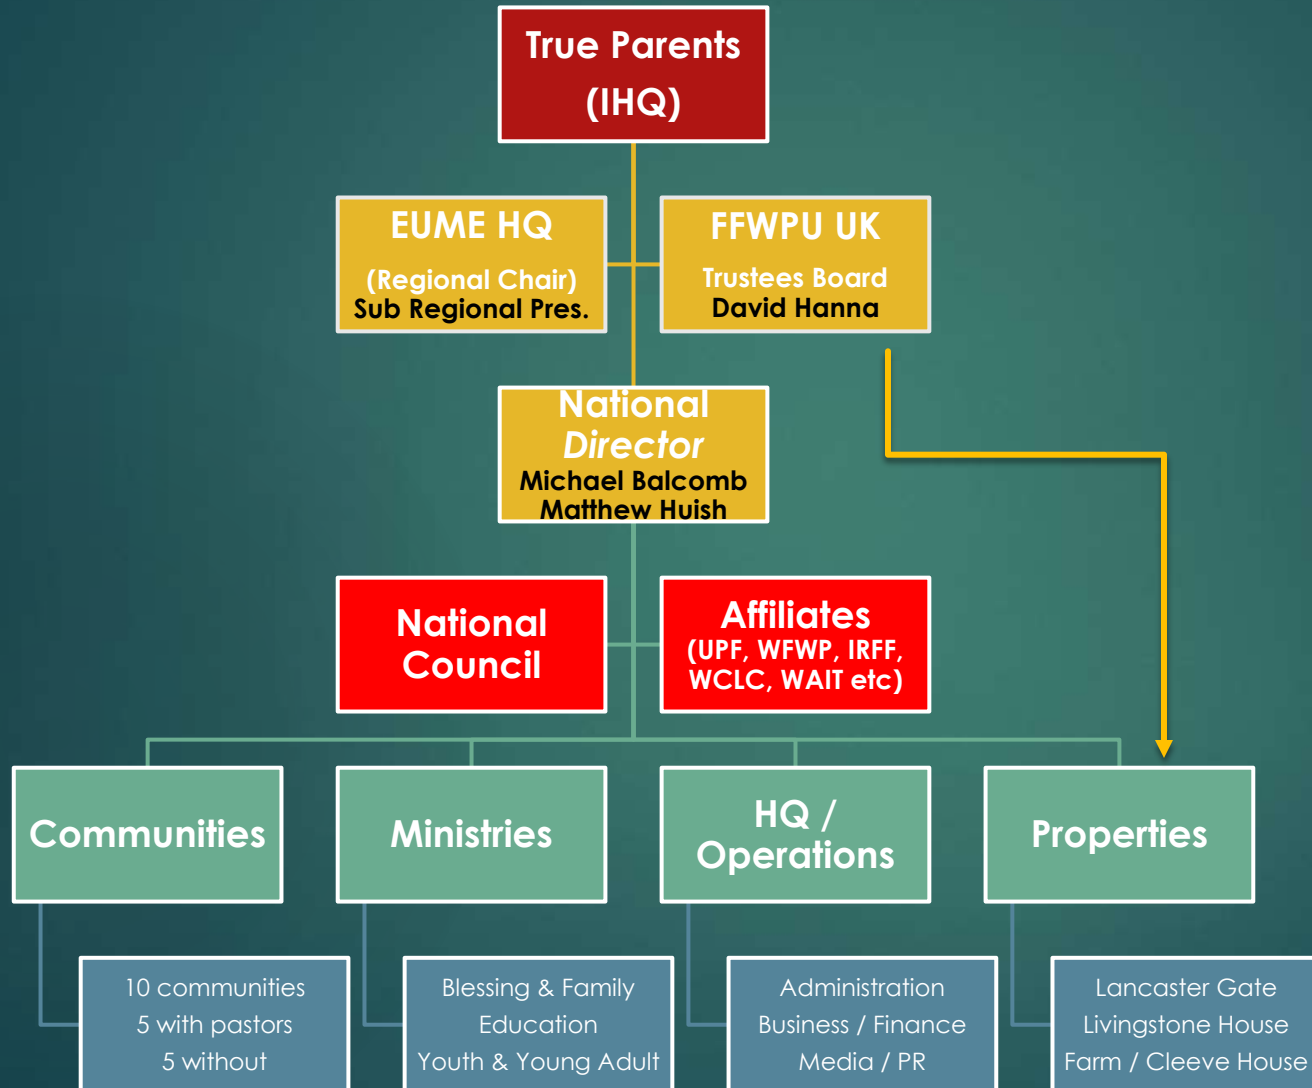 True Parents
(IHQ)
EUME HQ
(Regional Chair)
Sub Regional Pres.
FFWPU UK
Trustees Board
David Hanna
National
Director
Michael Balcomb
Matthew Huish
National
Council
Affiliates
(UPF, WFWP, IRFF,
WCLC, WAIT etc)
Communities
Ministries
HQ /
Operations
Properties
10 communities
5 with pastors
5 without
Blessing & Family
Education
Youth & Young Adult
Administration
Business / Finance
Media / PR
Lancaster Gate
Livingstone House
Farm / Cleeve House